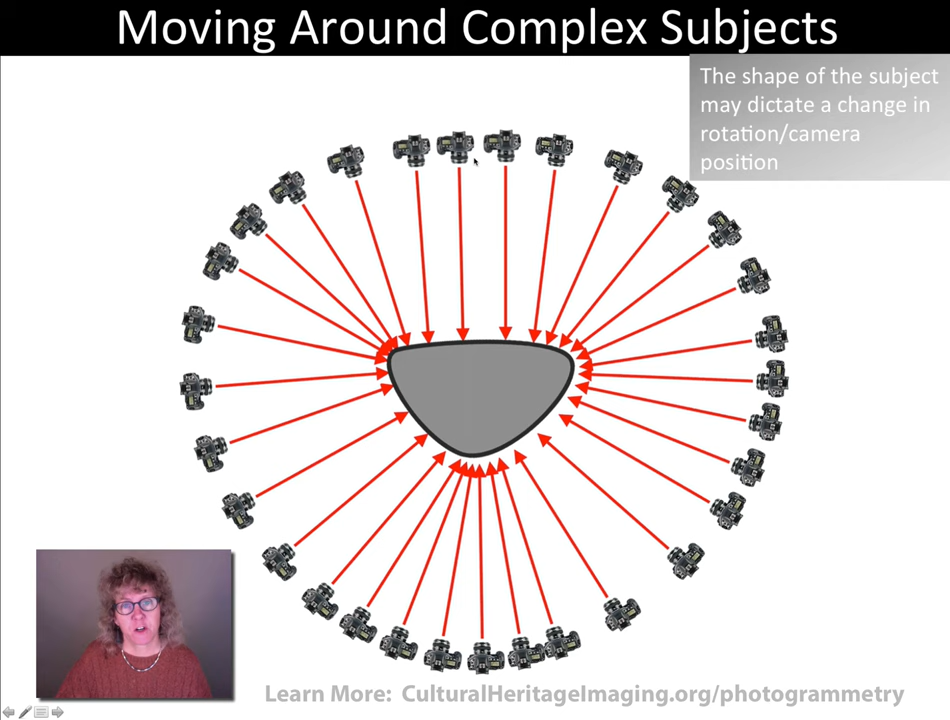 Moving Around Complex Subjects
The shape of the subject
may dictate a change in
rotation/camera
position
Learn More:  CulturalHeritageImaging.org/photogrammetry